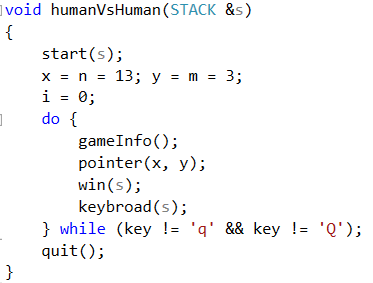 void humanVsHuman(STACK &s)
{
start(s);
x = n = 13; y = m = 3;
i = 0;
do {
gameInfo();
pointer(x, y);
win(s);
keybroad(s);
} while (key != 'q' && key != 'Q');
quit();
}